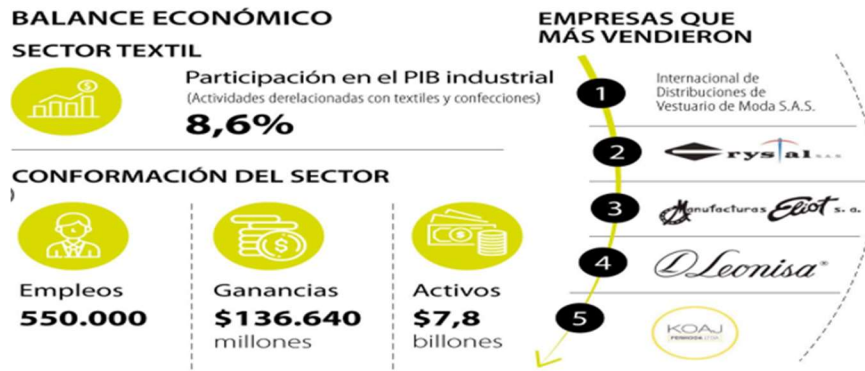 BALANCE ECONÓMICO
SECTOR TEXTIL
Participación en el PIB industrial
(Actividades derelacionadas con textiles y confecciones)
8,6%
CONFORMACIÓN DEL SECTOR
Empleos
550.000
Ganancias
$136.640
millones
Activos
$7,8
billones
EMPRESAS QUE
MÁS VENDIERON
1
Internacional de
Distribuciones de
Vestuario de Moda S.A.S.
2
Crystal S.A.S
3
Manufacturas Eliot s. a.
4
Leonisa®
5
KOAJ
PERMODA LTDA